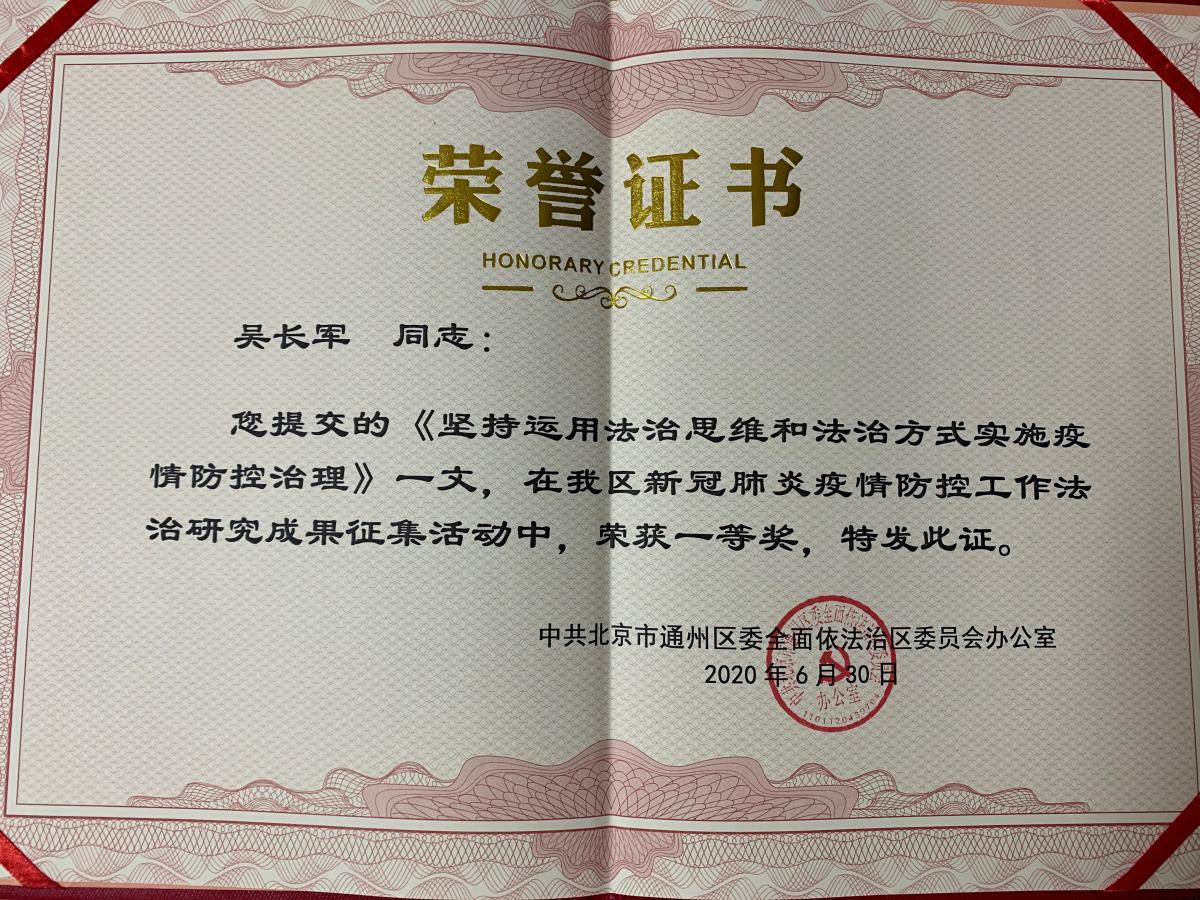 荣誉证书
HONORARY CREDENTIAL
吴长军 同志：
您提交的《坚持运用法治思维和法治方式实施疫
情防控治理》一文，在我区新冠肺炎疫情防控工作法
治研究成果征集活动中，荣获一等奖，特发此证。
中共北京市通州区委全面依法治区委员会办公室
2020年6月30日
办公室
1101120439704